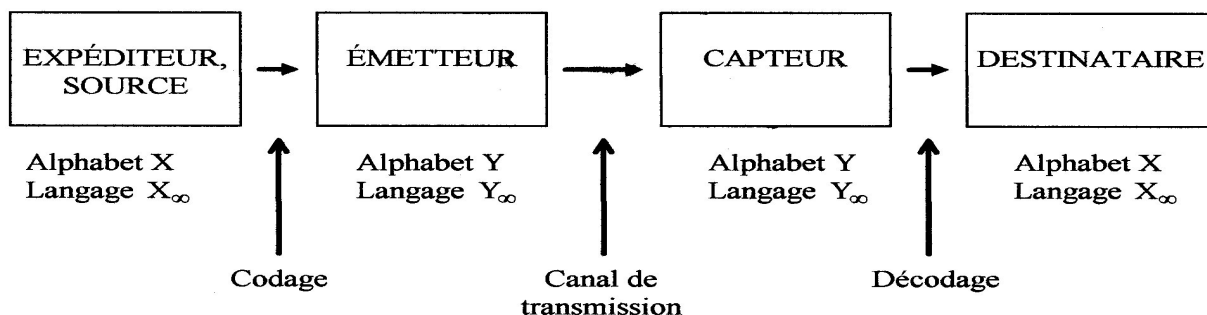 EXPÉDITEUR,
SOURCE
ÉMETTEUR
CAPTEUR
DESTINATAIRE
Alphabet X
Langage X∞
Alphabet Y
Langage Y∞
Alphabet Y
Langage Y∞
Alphabet X
Langage X∞
Codage
Canal de
transmission
Décodage